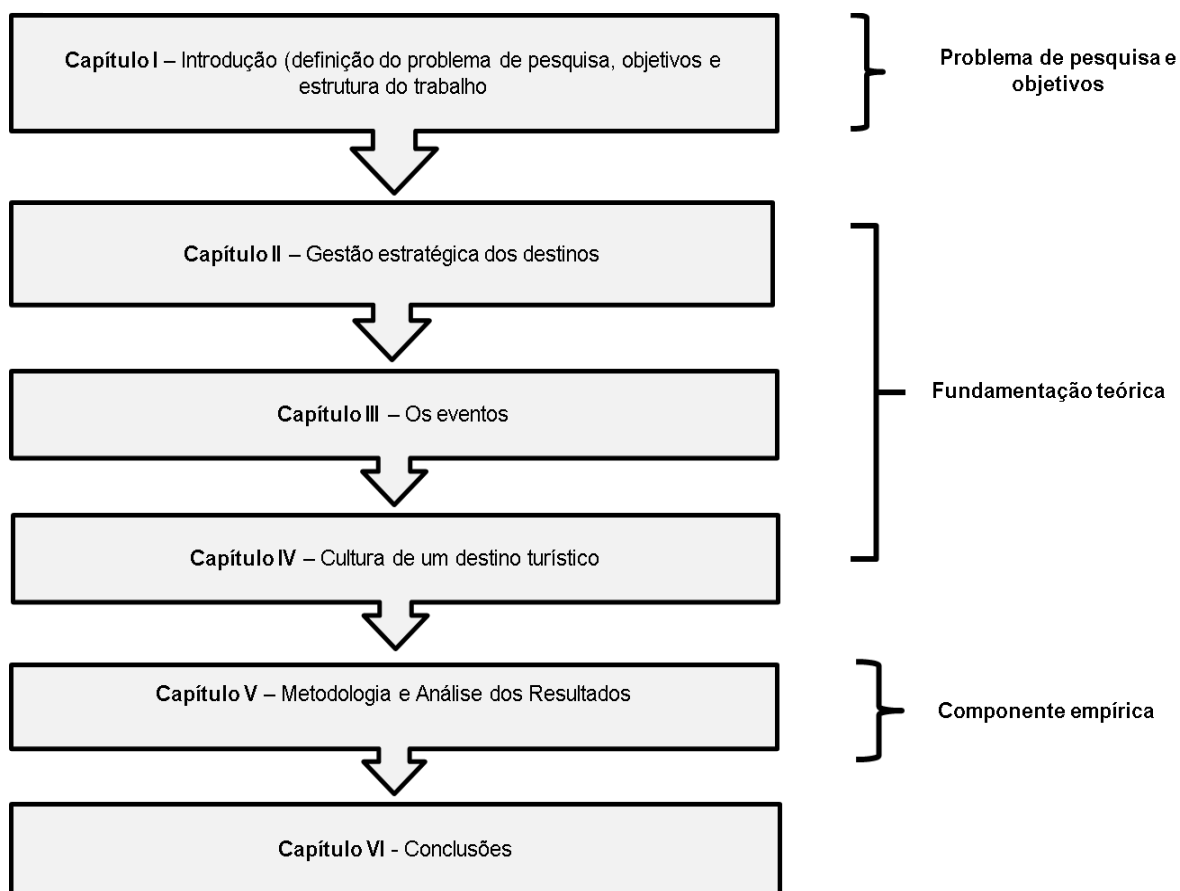 Capítulo I – Introdução (definição do problema de pesquisa, objetivos e
estrutura do trabalho
Problema de pesquisa e
objetivos
Capítulo II – Gestão estratégica dos destinos
Capítulo III – Os eventos
Fundamentação teórica
Capítulo IV – Cultura de um destino turístico
Capítulo V – Metodologia e Análise dos Resultados
Componente empírica
Capítulo VI - Conclusões